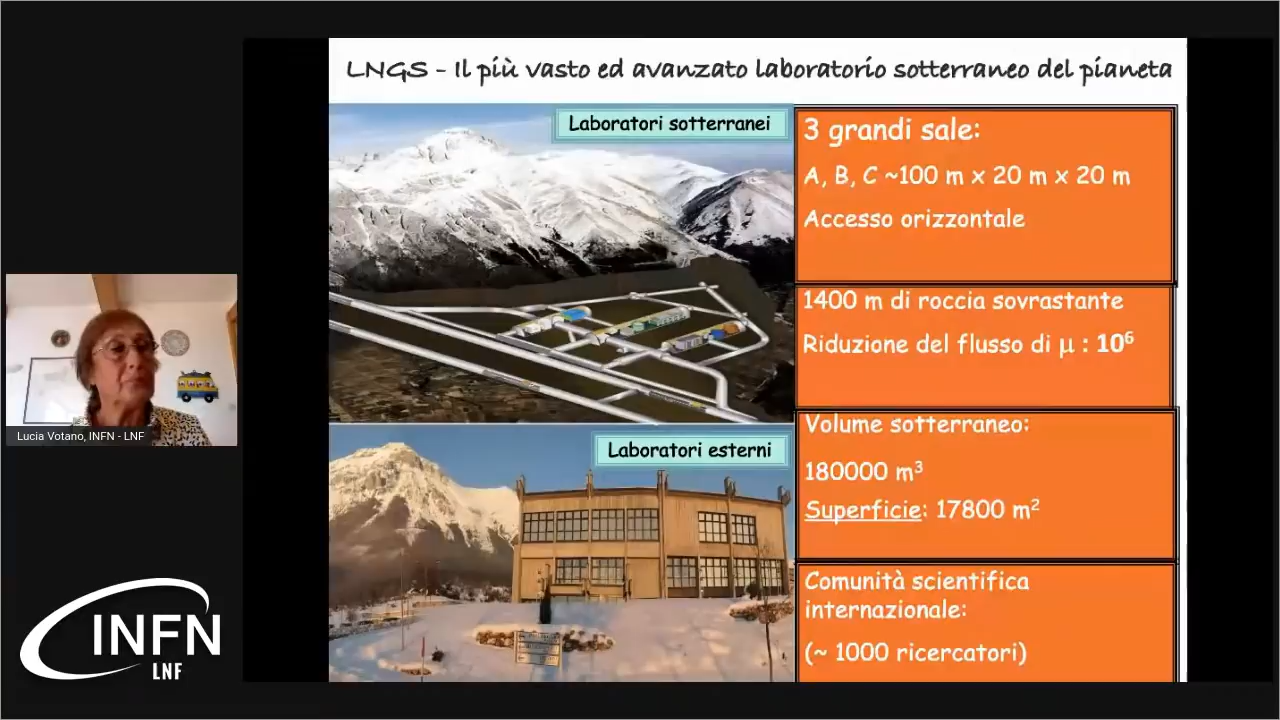 LNGS - Il più vasto ed avanzato laboratorio sotterraneo del pianeta
Laboratori sotterranei
3 grandi sale:
A, B, C ~100 m x 20 m x 20 m
Accesso orizzontale
1400 m di roccia sovrastante
Riduzione del flusso di μ : 10⁶
Laboratori esterni
Volume sotterraneo:
180000 m³
Superficie: 17800 m²
Comunità scientifica
internazionale:
(~ 1000 ricercatori)
Lucia Votano, INFN - LNF
INFN
LNF